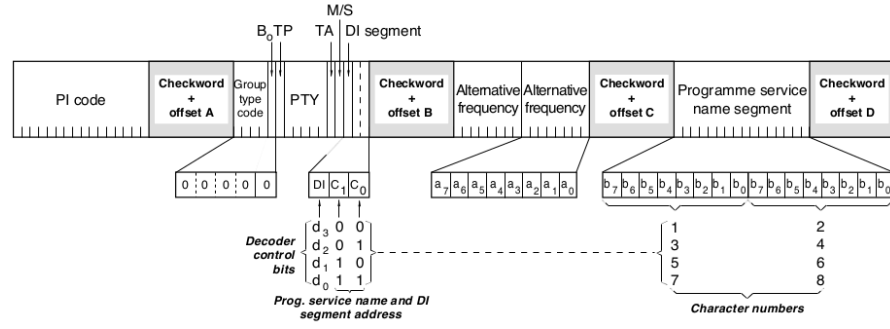 M/S
B₀ TP TA DI segment
PI code
Checkword + offset A
Group type code
PTY
Checkword + offset B
Alternative frequency
Alternative frequency
Checkword + offset C
Programme service name segment
Checkword + offset D
0 0 0 0 0
DI C₁ C₀
a₇ a₆ a₅ a₄ a₃ a₂ a₁ a₀
b₇ b₆ b₅ b₄ b₃ b₂ b₁ b₀ b₇ b₆ b₅ b₄ b₃ b₂ b₁ b₀
Decoder control bits
d₃ 0 0
d₂ 0 1
d₁ 1 0
d₀ 1 1
1 2
3 4
5 6
7 8
Prog. service name and DI
segment address
Character numbers